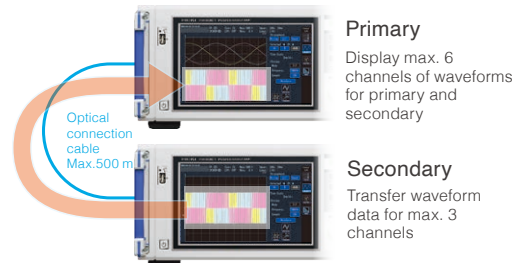 Primary
Display max. 6
channels of waveforms
for primary and
secondary
Optical
connection
cable
Max.500 m
Secondary
Transfer waveform
data for max. 3
channels